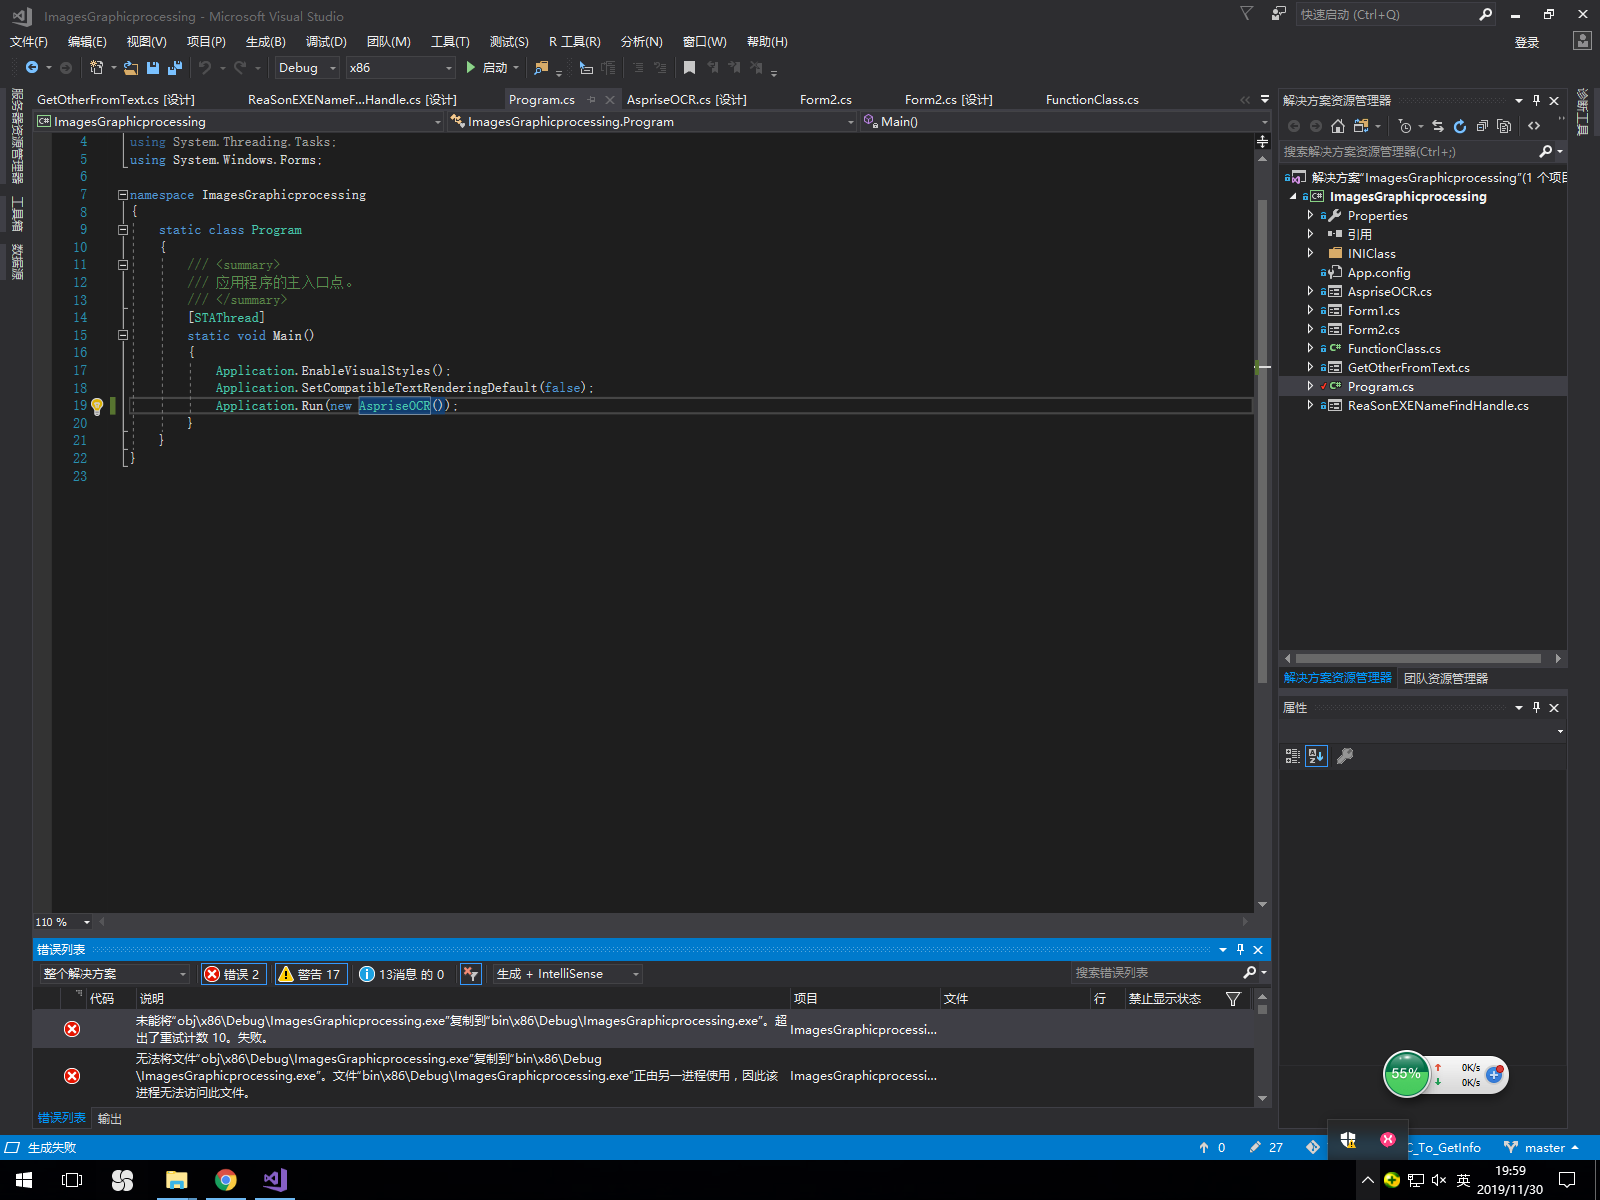 ImagesGraphicprocessing - Microsoft Visual Studio
快速启动 (Ctrl+Q)
文件(F) 编辑(E) 视图(V) 项目(P) 生成(B) 调试(D) 团队(M) 工具(T) 测试(S) R 工具(R) 分析(N) 窗口(W) 帮助(H)
登录
Debug x86 启动
服务器资源管理器
工具箱
数据源
GetOtherFromText.cs [设计] ReaSonEXENameF...Handle.cs [设计] Program.cs AspriseOCR.cs [设计] Form2.cs Form2.cs [设计] FunctionClass.cs
ImagesGraphicprocessing ImagesGraphicprocessing.Program Main()
4 using System.Threading.Tasks;
5 using System.Windows.Forms;
6
7 namespace ImagesGraphicprocessing
8 {
9 static class Program
10 {
11 /// <summary>
12 /// 应用程序的主入口点。
13 /// </summary>
14 [STAThread]
15 static void Main()
16 {
17 Application.EnableVisualStyles();
18 Application.SetCompatibleTextRenderingDefault(false);
19 Application.Run(new AspriseOCR());
20 }
21 }
22 }
23
110 %
解决方案资源管理器
搜索解决方案资源管理器(Ctrl+;)
解决方案"ImagesGraphicprocessing"(1 个项目
ImagesGraphicprocessing
Properties
引用
INIClass
App.config
AspriseOCR.cs
Form1.cs
Form2.cs
FunctionClass.cs
GetOtherFromText.cs
Program.cs
ReaSonEXENameFindHandle.cs
解决方案资源管理器 团队资源管理器
诊断工具
属性
错误列表
整个解决方案 错误 2 警告 17 13消息 的 0 生成 + IntelliSense 搜索错误列表
代码 说明 项目 文件 行 禁止显示状态
未能将"obj\x86\Debug\ImagesGraphicprocessing.exe"复制到"bin\x86\Debug\ImagesGraphicprocessing.exe"。超
出了重试计数 10。失败。
ImagesGraphicprocessi...
无法将文件"obj\x86\Debug\ImagesGraphicprocessing.exe"复制到"bin\x86\Debug
\ImagesGraphicprocessing.exe"。文件"bin\x86\Debug\ImagesGraphicprocessing.exe"正由另一进程使用，因此该
进程无法访问此文件。
ImagesGraphicprocessi...
错误列表 输出
55% 0K/s
0K/s
生成失败 0 27 C_To_GetInfo master
英 19:59
2019/11/30